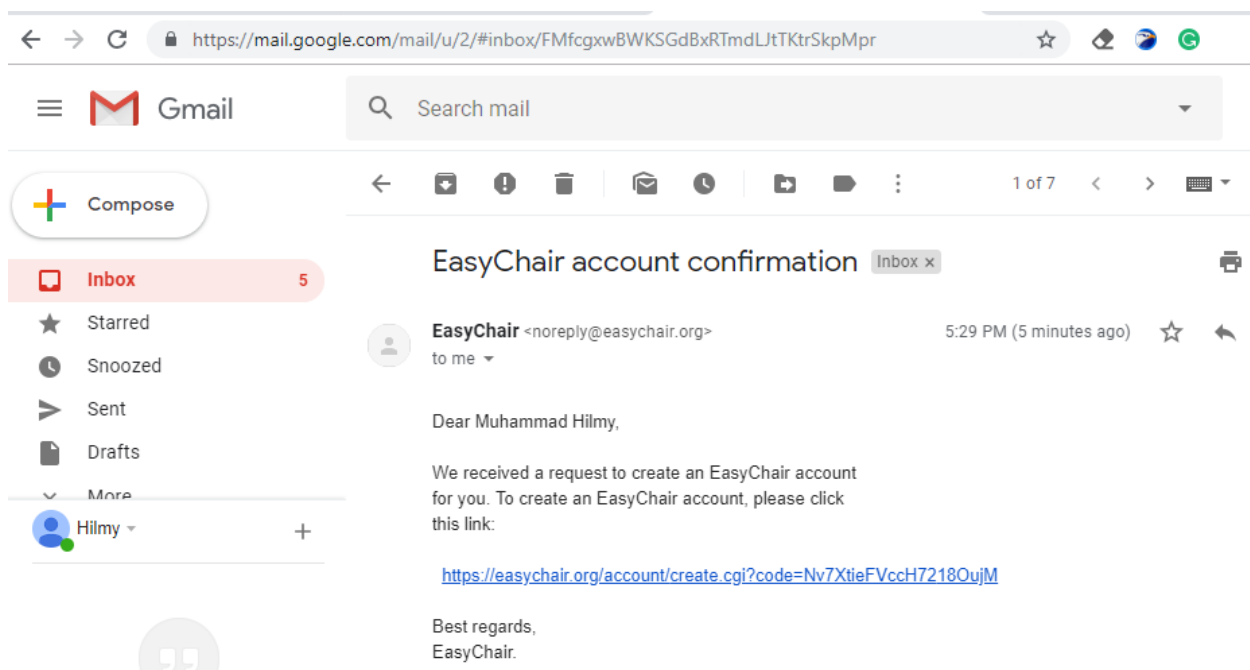 https://mail.google.com/mail/u/2/#inbox/FMfcgxwBWKSGdBxRTmdLJtTKtrSkpMpr
Gmail
Search mail
Compose
1 of 7
EasyChair account confirmation Inbox x
Inbox 5
EasyChair <noreply@easychair.org> 5:29 PM (5 minutes ago)
to me
Starred
Snoozed
Sent
Drafts
More
Hilmy
Dear Muhammad Hilmy,
We received a request to create an EasyChair account
for you. To create an EasyChair account, please click
this link:
https://easychair.org/account/create.cgi?code=Nv7XtieFVccH7218OujM
Best regards,
EasyChair.